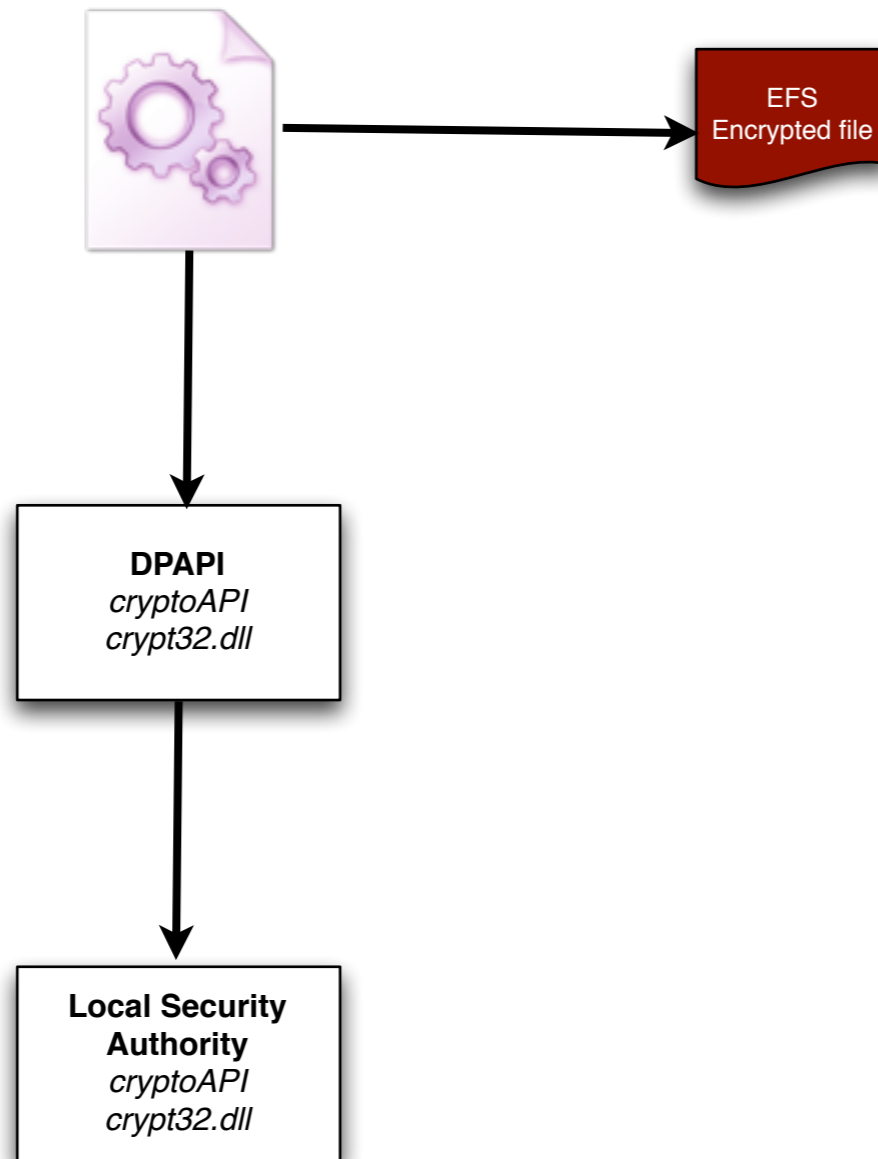 EFS
Encrypted file
DPAPI
cryptoAPI
crypt32.dll
Local Security
Authority
cryptoAPI
crypt32.dll